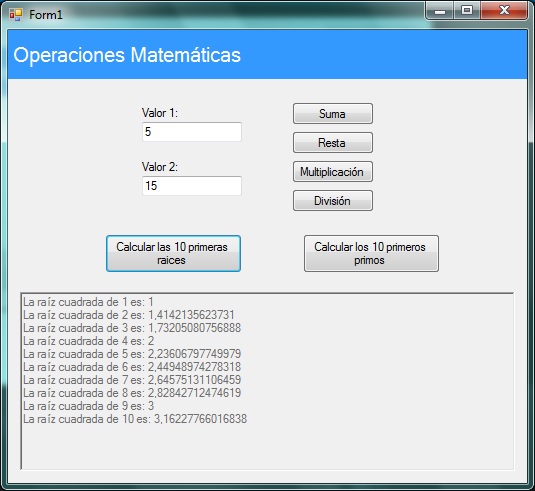 Form1
Operaciones Matemáticas
Valor 1:
5
Suma
Resta
Valor 2:
15
Multiplicación
División
Calcular las 10 primeras
raices
Calcular los 10 primeros
primos
La raíz cuadrada de 1 es: 1
La raíz cuadrada de 2 es: 1,4142135623731
La raíz cuadrada de 3 es: 1,73205080756888
La raíz cuadrada de 4 es: 2
La raíz cuadrada de 5 es: 2,23606797749979
La raíz cuadrada de 6 es: 2,44948974278318
La raíz cuadrada de 7 es: 2,64575131106459
La raíz cuadrada de 8 es: 2,82842712474619
La raíz cuadrada de 9 es: 3
La raíz cuadrada de 10 es: 3,16227766016838